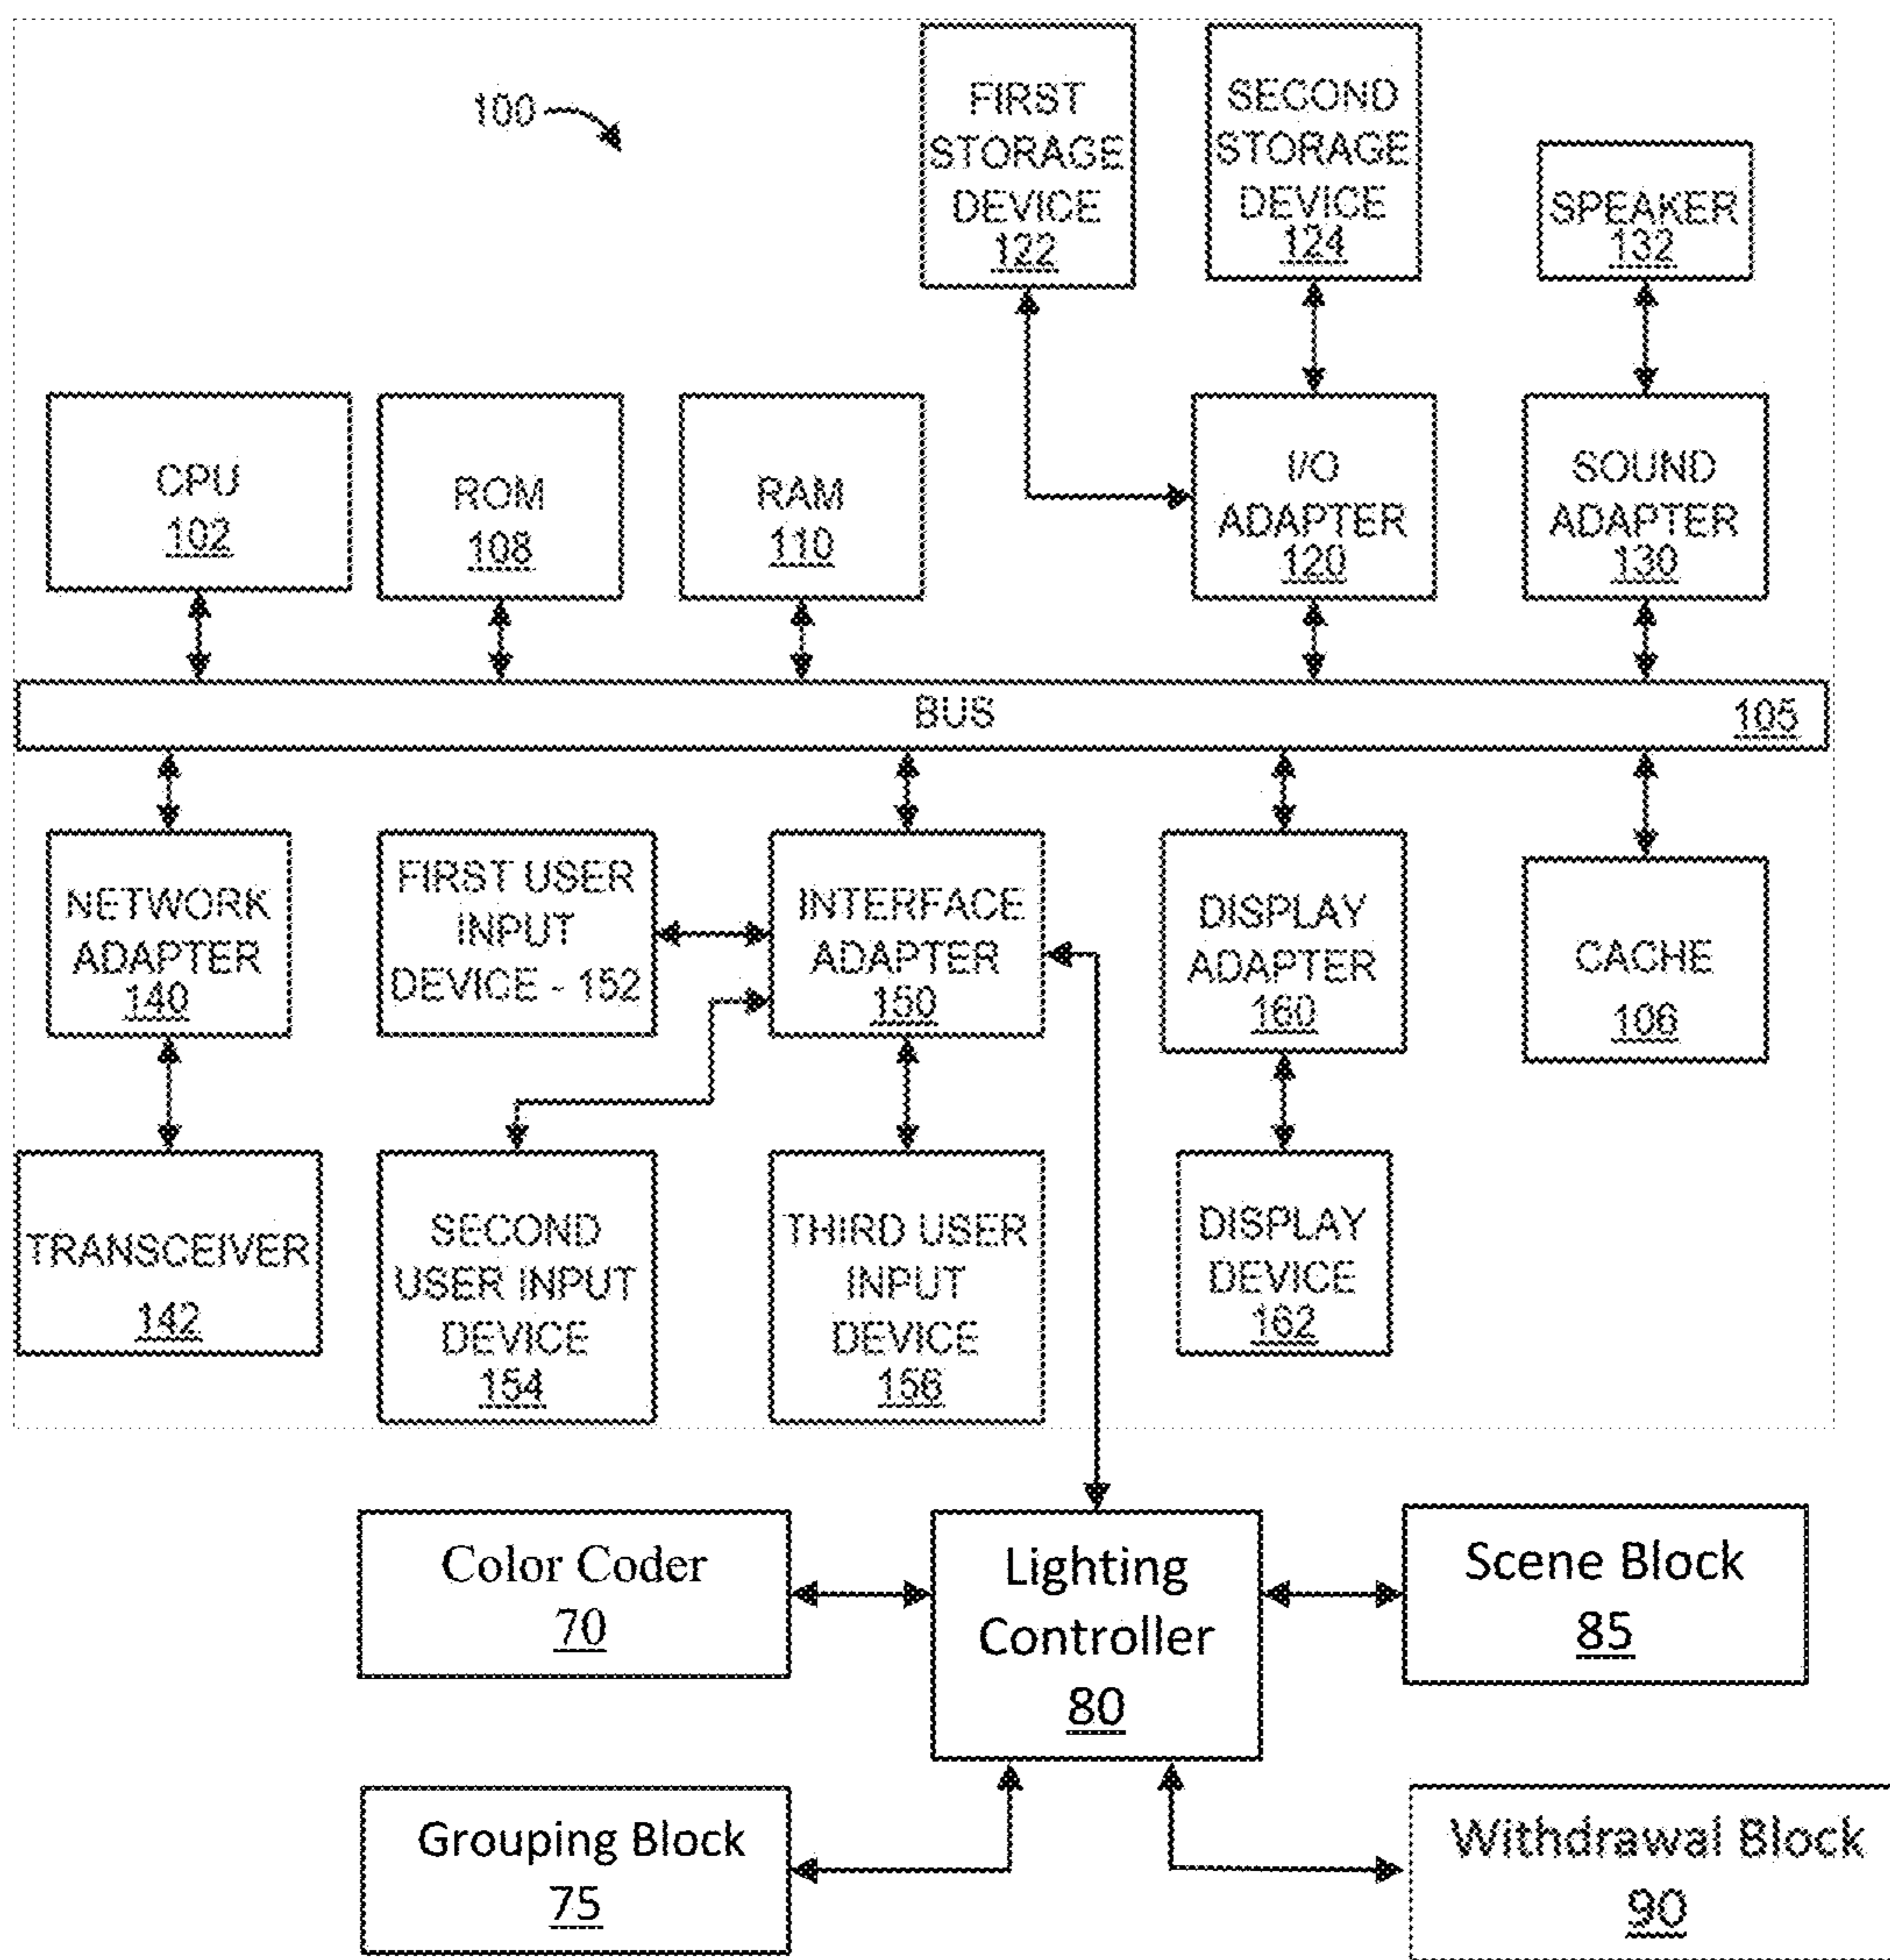 100
FIRST
STORAGE
DEVICE
122
SECOND
STORAGE
DEVICE
124
SPEAKER
132
CPU
102
ROM
108
RAM
110
I/O
ADAPTER
120
SOUND
ADAPTER
130
BUS
105
NETWORK
ADAPTER
140
FIRST USER
INPUT
DEVICE - 152
INTERFACE
ADAPTER
150
DISPLAY
ADAPTER
160
CACHE
106
TRANSCEIVER
142
SECOND
USER INPUT
DEVICE
154
THIRD USER
INPUT
DEVICE
156
DISPLAY
DEVICE
162
Color Coder
70
Lighting
Controller
80
Scene Block
85
Grouping Block
75
Withdrawal Block
90